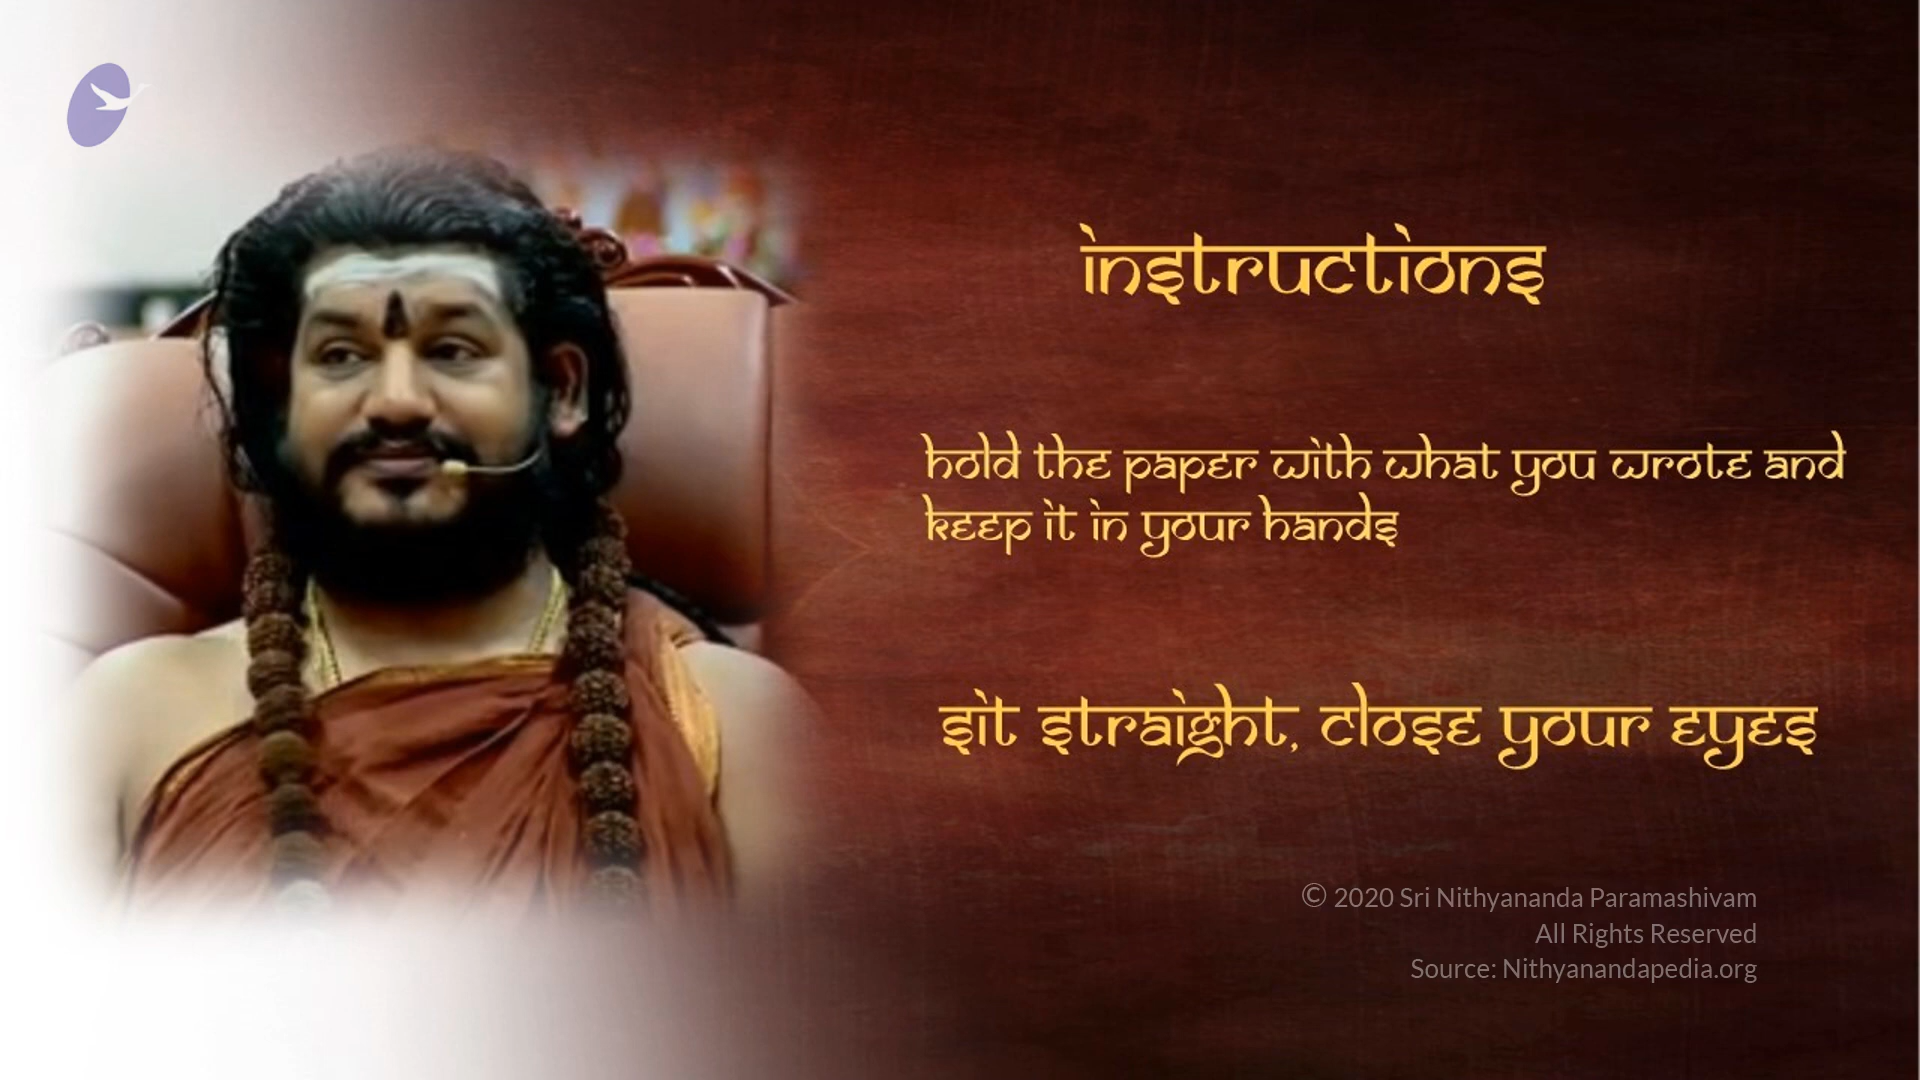 instructions
hold the paper with what you wrote and
keep it in your hands
sit straight, close your eyes
© 2020 Sri Nithyananda Paramashivam
All Rights Reserved
Source: Nithyanandapedia.org